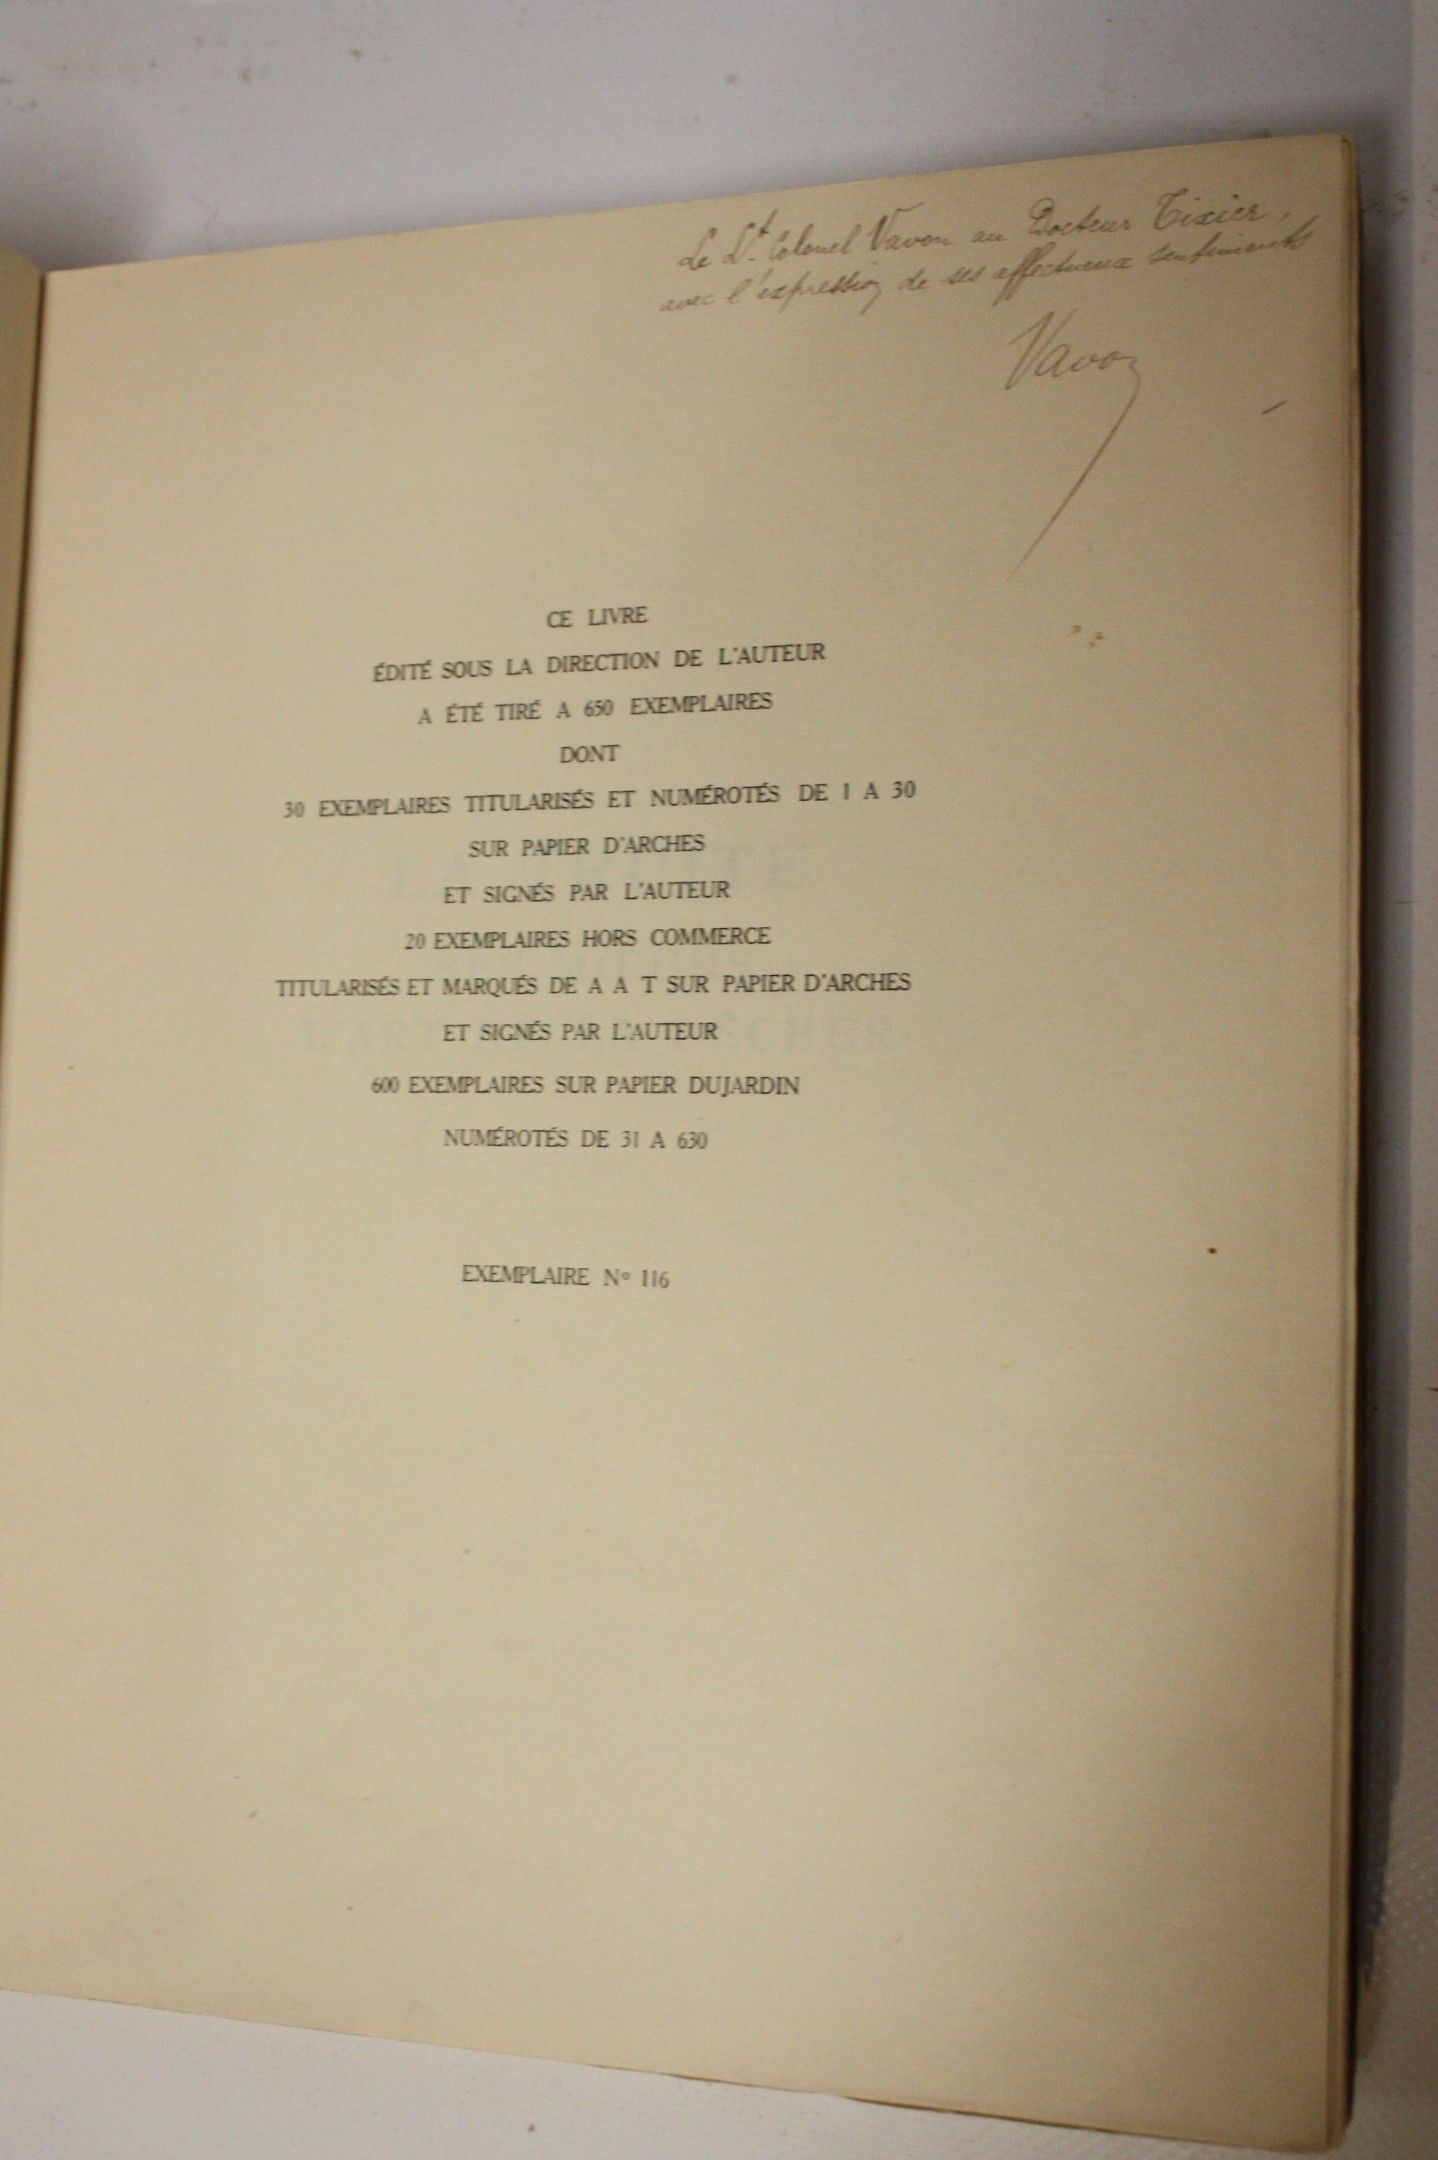 Le Lt. Colonel Vavon au Docteur Tixier,
avec l'expression de ses affectueux sentiments
Vavon
CE LIVRE
ÉDITÉ SOUS LA DIRECTION DE L'AUTEUR
A ÉTÉ TIRÉ A 650 EXEMPLAIRES
DONT
30 EXEMPLAIRES TITULARISÉS ET NUMÉROTÉS DE 1 A 30
SUR PAPIER D'ARCHES
ET SIGNÉS PAR L'AUTEUR
20 EXEMPLAIRES HORS COMMERCE
TITULARISÉS ET MARQUÉS DE A A T SUR PAPIER D'ARCHES
ET SIGNÉS PAR L'AUTEUR
600 EXEMPLAIRES SUR PAPIER DUJARDIN
NUMÉROTÉS DE 31 A 630
EXEMPLAIRE N° 116